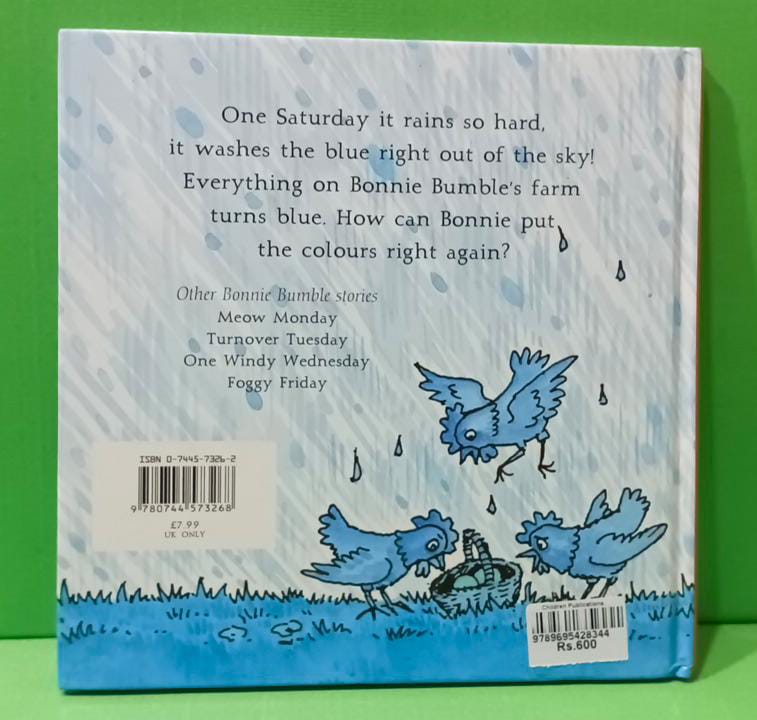 One Saturday it rains so hard,
it washes the blue right out of the sky!
Everything on Bonnie Bumble's farm
turns blue. How can Bonnie put
the colours right again?
Other Bonnie Bumble stories
Meow Monday
Turnover Tuesday
One Windy Wednesday
Foggy Friday
ISBN 0-7445-7326-2
9 780744 573268
£7.99
UK ONLY
Children Publications
9789695428344
Rs.600